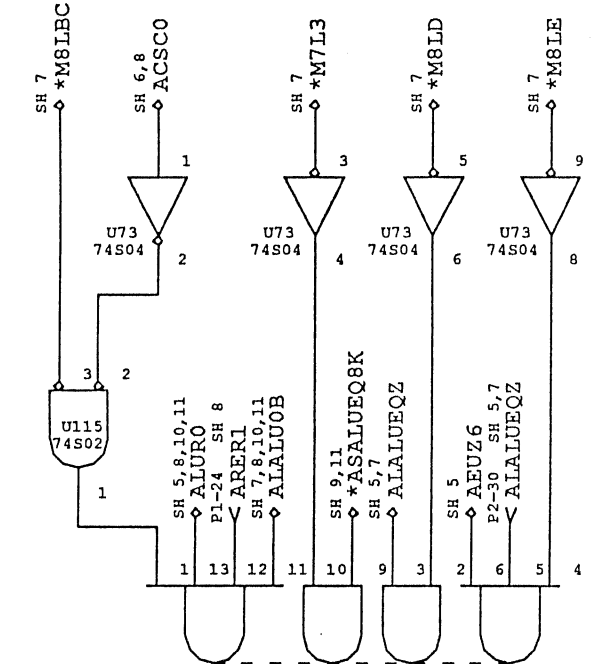 SH 7 *M8LBC
SH 6,8 ACSC0
SH 7 *M7L3
SH 7 *M8LD
SH 7 *M8LE
1
3
5
9
U73
74S04
U73
74S04
U73
74S04
U73
74S04
2
4
6
8
3
2
U115
74S02
1
SH 5,8,10,11 ALUR0
P1-24 SH 8 ARER1
SH 7,8,10,11 ALALU0B
SH 9,11 *ASALUEQ8K
SH 5,7 ALALUEQZ
SH 5 AEUZ6
P2-30 SH 5,7 ALALUEQZ
1
13
12
11
10
9
3
2
6
5
4